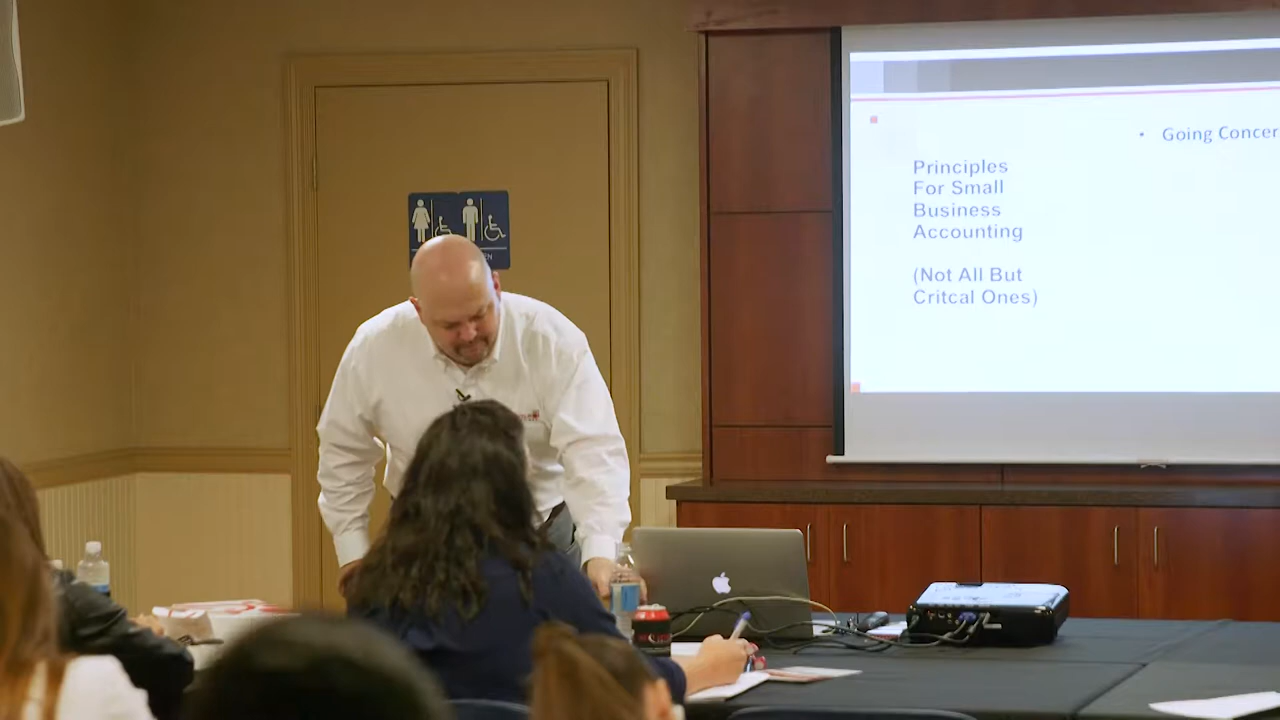 • Going Concer
Principles
For Small
Business
Accounting
(Not All But
Critcal Ones)